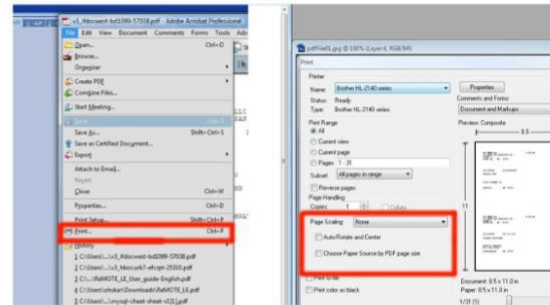 v3_ifdocwest-bd1099-57038.pdf - Adobe Acrobat Professional
File Edit View Document Comments Forms Tools Adv
Open... Ctrl+O
Browse...
Organizer
Create PDF
Combine Files...
Start Meeting...
Save Ctrl+S
Save As... Shift+Ctrl+S
Save as Certified Document...
Export
Attach to Email...
Revert
Close Ctrl+W
Properties... Ctrl+D
Print Setup... Shift+Ctrl+P
Print... Ctrl+P
History
pdfFile01.jpg @ 100% (Layer 4, RGB/8#)
Print
Printer
Name: Brother HL-2140 series Properties
Status: Ready Comments and Forms:
Type: Brother HL-2140 series Document and Markups
Print Range Preview: Composite
All 8.5
Current view
Current page
Pages 1 - 31
Subset: All pages in range
Reverse pages
Page Handling
Copies: 1 Collate 11
Page Scaling: None
Auto-Rotate and Center
Choose Paper Source by PDF page size
Print to file
Print color as black
Document: 8.5 x 11.0 in
Paper: 8.5 x 11.0 in
1/31 (1)